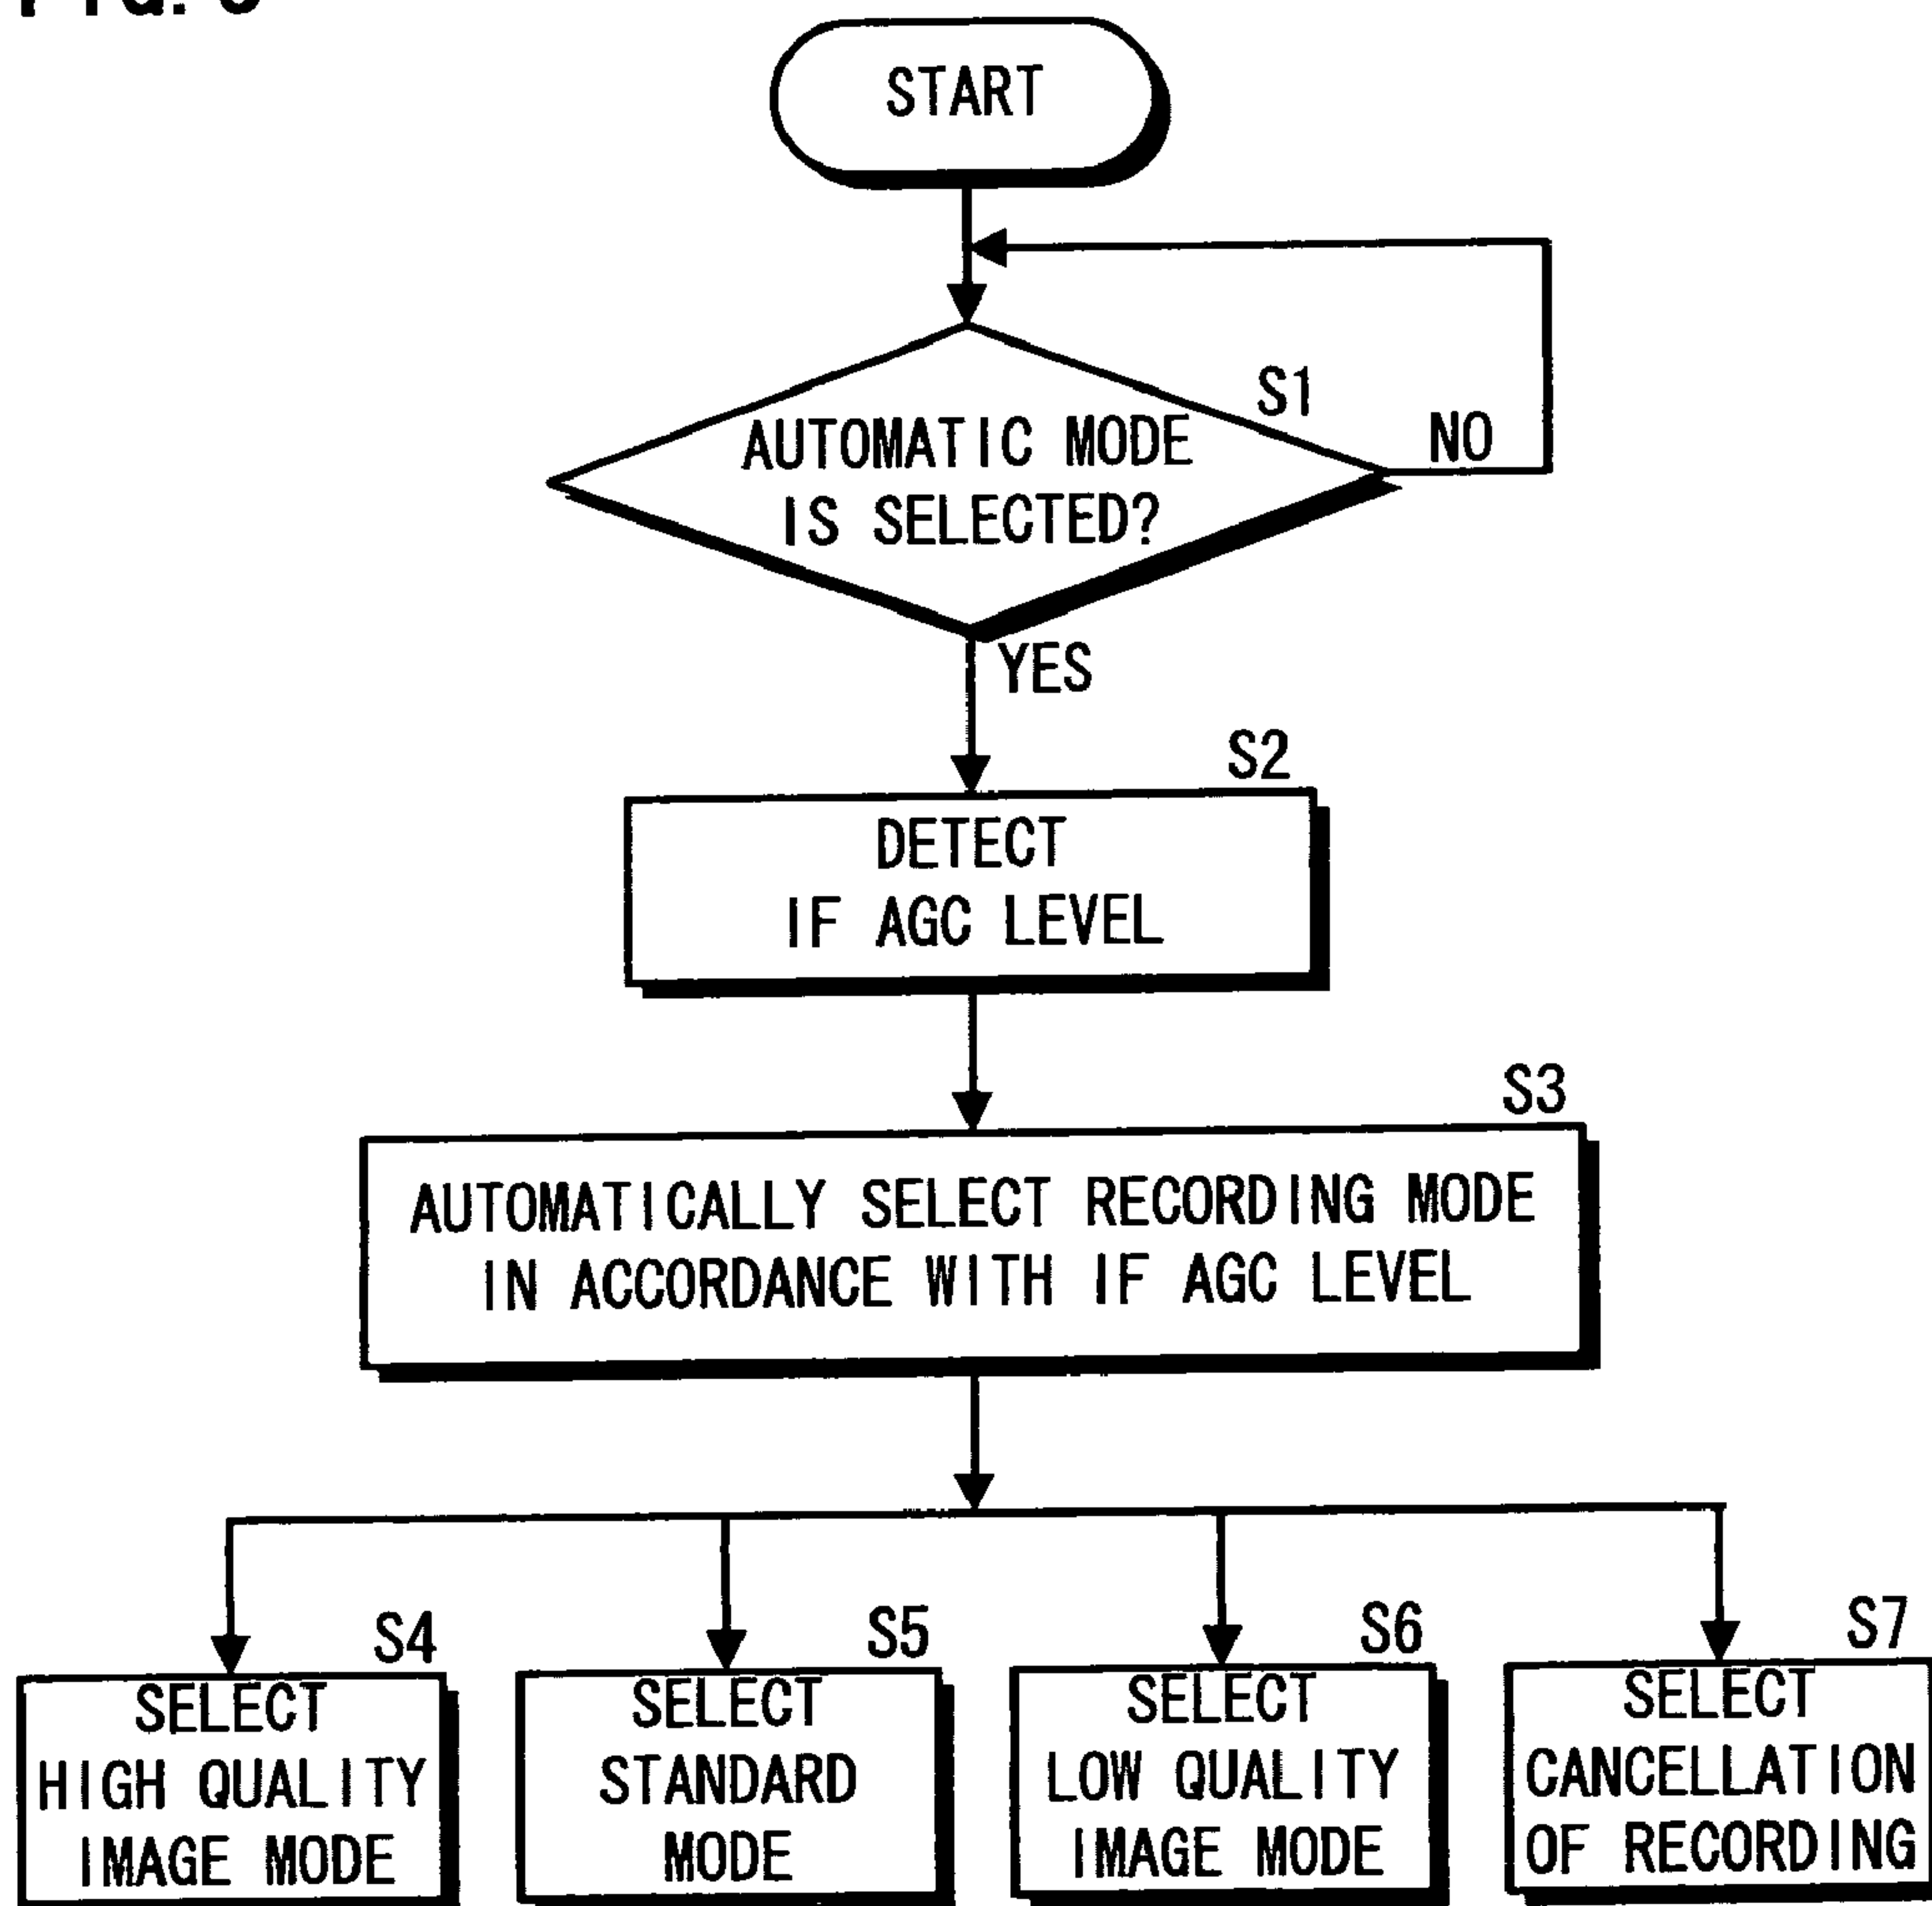 START
S1
AUTOMATIC MODE
IS SELECTED?
NO
YES
S2
DETECT
IF AGC LEVEL
S3
AUTOMATICALLY SELECT RECORDING MODE
IN ACCORDANCE WITH IF AGC LEVEL
S4
SELECT
HIGH QUALITY
IMAGE MODE
S5
SELECT
STANDARD
MODE
S6
SELECT
LOW QUALITY
IMAGE MODE
S7
SELECT
CANCELLATION
OF RECORDING